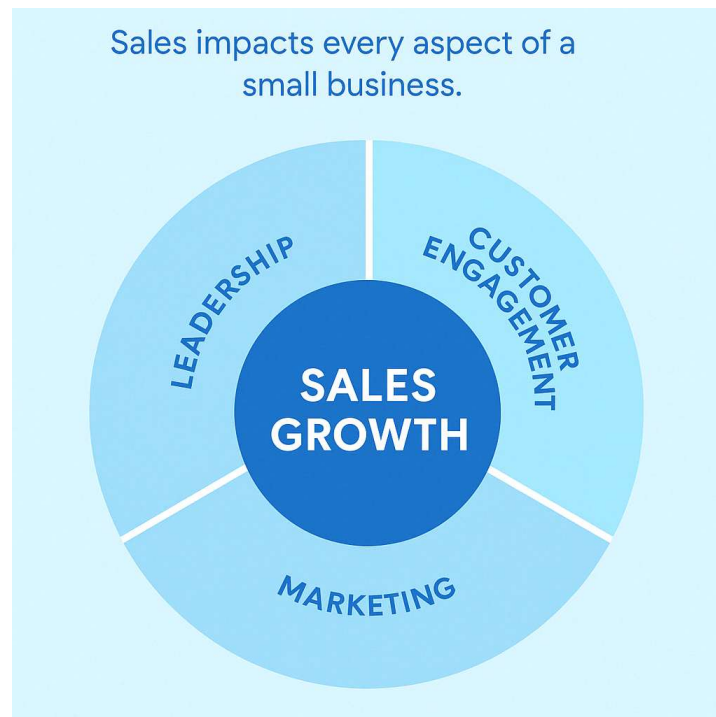 Sales impacts every aspect of a
small business.
LEADERSHIP
CUSTOMER
ENGAGEMENT
SALES
GROWTH
MARKETING